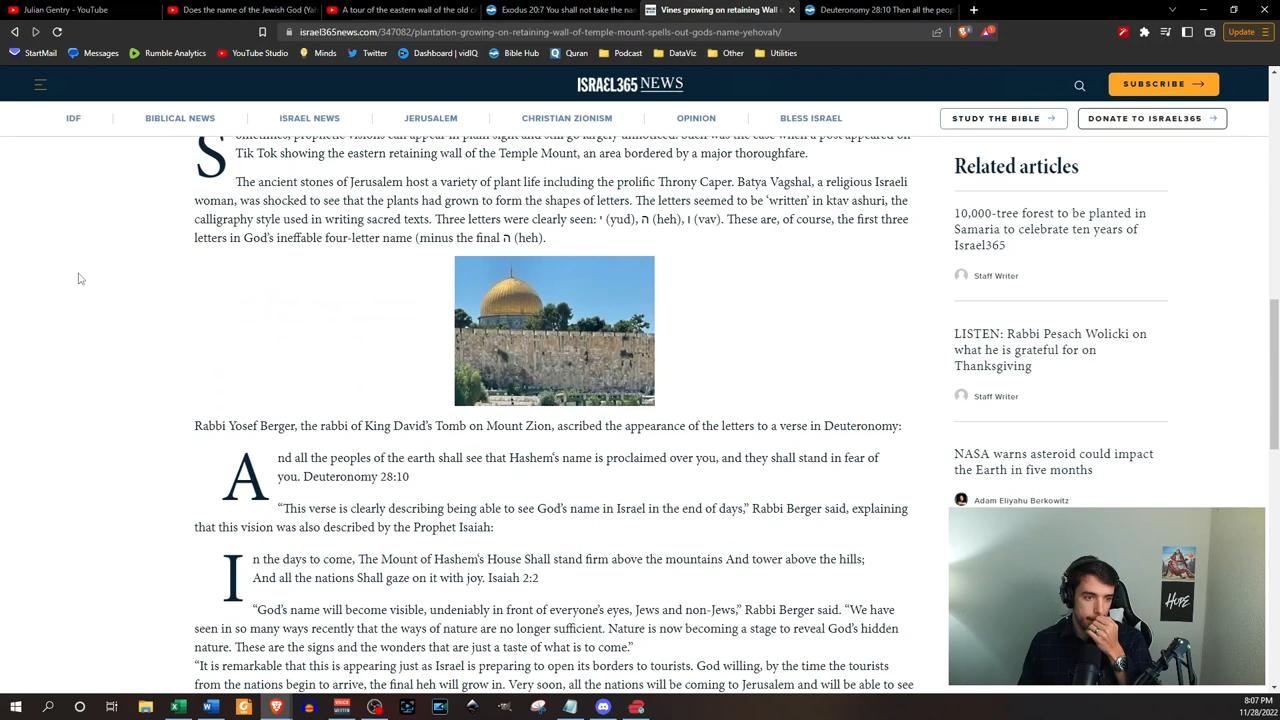 Julian Gentry -
Does the name of the Jewish God (Ya
A tour of the eastern wall of the old c
Exodus 20:7 You shall not take the na
Vines growing on retaining Wall
Deuteronomy 28:10 Then all the peop
israel365news.com/347082/plantation-growing-on-retaining-wall-of-temple-mount-spells-out-gods-name-yehovah/
Update
StartMail
Messages
Rumble Analytics
YouTube Studio
Minds
Twitter
Dashboard | vidIQ
Bible Hub
Quran
Podcast
DataViz
Other
Utilities
ISRAEL365 NEWS
SUBSCRIBE
IDF
BIBLICAL NEWS
ISRAEL NEWS
JERUSALEM
CHRISTIAN ZIONISM
OPINION
BLESS ISRAEL
STUDY THE BIBLE
DONATE TO ISRAEL365
Sometimes, prophetic visions can appear in plain sight and still go largely unnoticed. Such was the case when a post appeared on
Tik Tok showing the eastern retaining wall of the Temple Mount, an area bordered by a major thoroughfare.
The ancient stones of Jerusalem host a variety of plant life including the prolific Throny Caper. Batya Vagshal, a religious Israeli
woman, was shocked to see that the plants had grown to form the shapes of letters. The letters seemed to be ‘written’ in ktav ashuri, the
calligraphy style used in writing sacred texts. Three letters were clearly seen: י (yud), ה (heh), ו (vav). These are, of course, the first three
letters in God’s ineffable four-letter name (minus the final ה (heh).
Rabbi Yosef Berger, the rabbi of King David’s Tomb on Mount Zion, ascribed the appearance of the letters to a verse in Deuteronomy:
And all the peoples of the earth shall see that Hashem‘s name is proclaimed over you, and they shall stand in fear of
you. Deuteronomy 28:10
“This verse is clearly describing being able to see God’s name in Israel in the end of days,” Rabbi Berger said, explaining
that this vision was also described by the Prophet Isaiah:
In the days to come, The Mount of Hashem‘s House Shall stand firm above the mountains And tower above the hills;
And all the nations Shall gaze on it with joy. Isaiah 2:2
“God’s name will become visible, undeniably in front of everyone’s eyes, Jews and non-Jews,” Rabbi Berger said. “We have
seen in so many ways recently that the ways of nature are no longer sufficient. Nature is now becoming a stage to reveal God’s hidden
nature. These are the signs and the wonders that are just a taste of what is to come.”
“It is remarkable that this is appearing just as Israel is preparing to open its borders to tourists. God willing, by the time the tourists
from the nations begin to arrive, the final heh will grow in. Very soon, all the nations will be coming to Jerusalem and will be able to see
Related articles
10,000-tree forest to be planted in
Samaria to celebrate ten years of
Israel365
Staff Writer
LISTEN: Rabbi Pesach Wolicki on
what he is grateful for on
Thanksgiving
Staff Writer
NASA warns asteroid could impact
the Earth in five months
Adam Eliyahu Berkowitz
HOPE
8:07 PM
11/28/2022